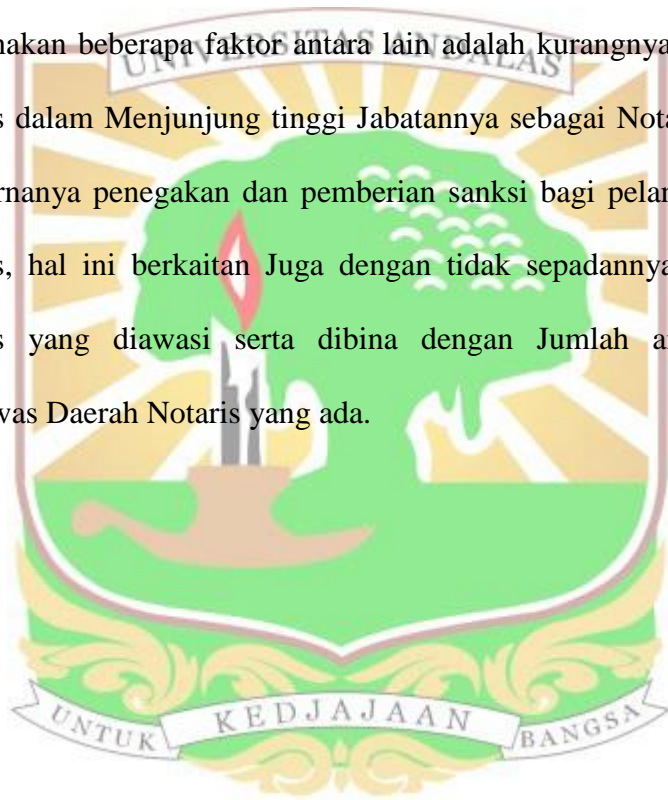 UNIVERSITAS ANDALAS
nakan beberapa faktor antara lain adalah kurangnya
s dalam Menjunjung tinggi Jabatannya sebagai Nota
rnanya penegakan dan pemberian sanksi bagi pelan
s, hal ini berkaitan Juga dengan tidak sepadannya
s yang diawasi serta dibina dengan Jumlah a
was Daerah Notaris yang ada.
UNTUK KEDJAJAAN BANGSA